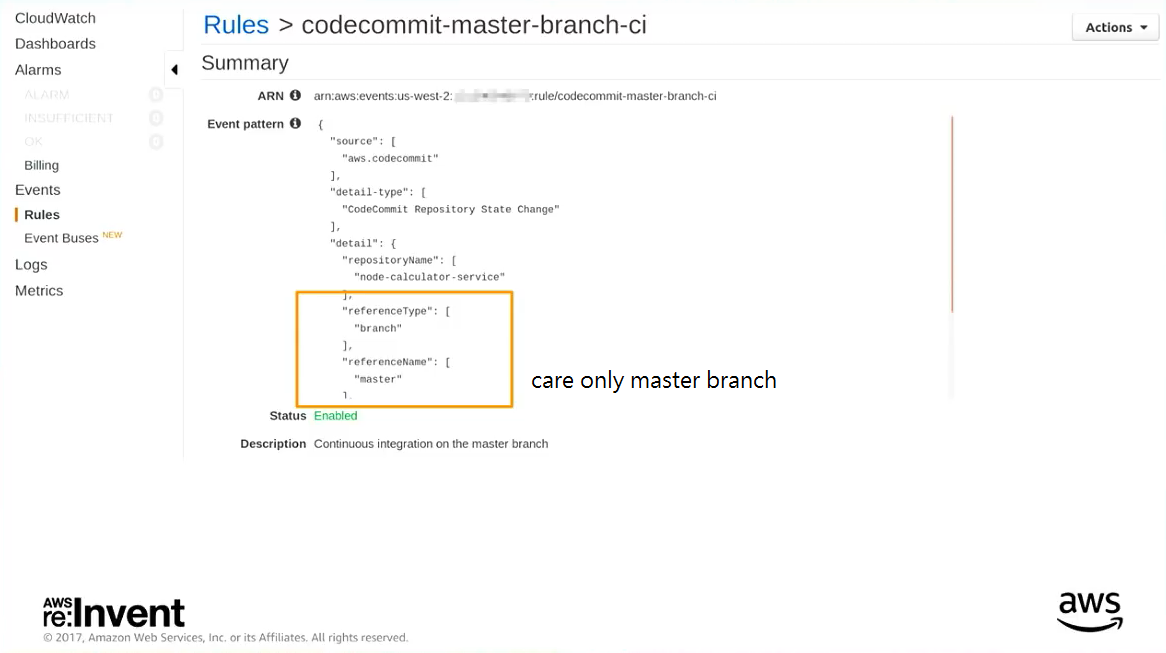 CloudWatch
Dashboards
Alarms
ALARM 0
INSUFFICIENT 0
OK 0
Billing
Events
Rules
Event Buses NEW
Logs
Metrics
Rules > codecommit-master-branch-ci
Actions
Summary
ARN arn:aws:events:us-west-2: :rule/codecommit-master-branch-ci
Event pattern {
"source": [
"aws.codecommit"
],
"detail-type": [
"CodeCommit Repository State Change"
],
"detail": {
"repositoryName": [
"node-calculator-service"
],
"referenceType": [
"branch"
],
"referenceName": [
"master"
],
care only master branch
Status Enabled
Description Continuous integration on the master branch
AWS
re:Invent
© 2017, Amazon Web Services, Inc. or its Affiliates. All rights reserved.
aws